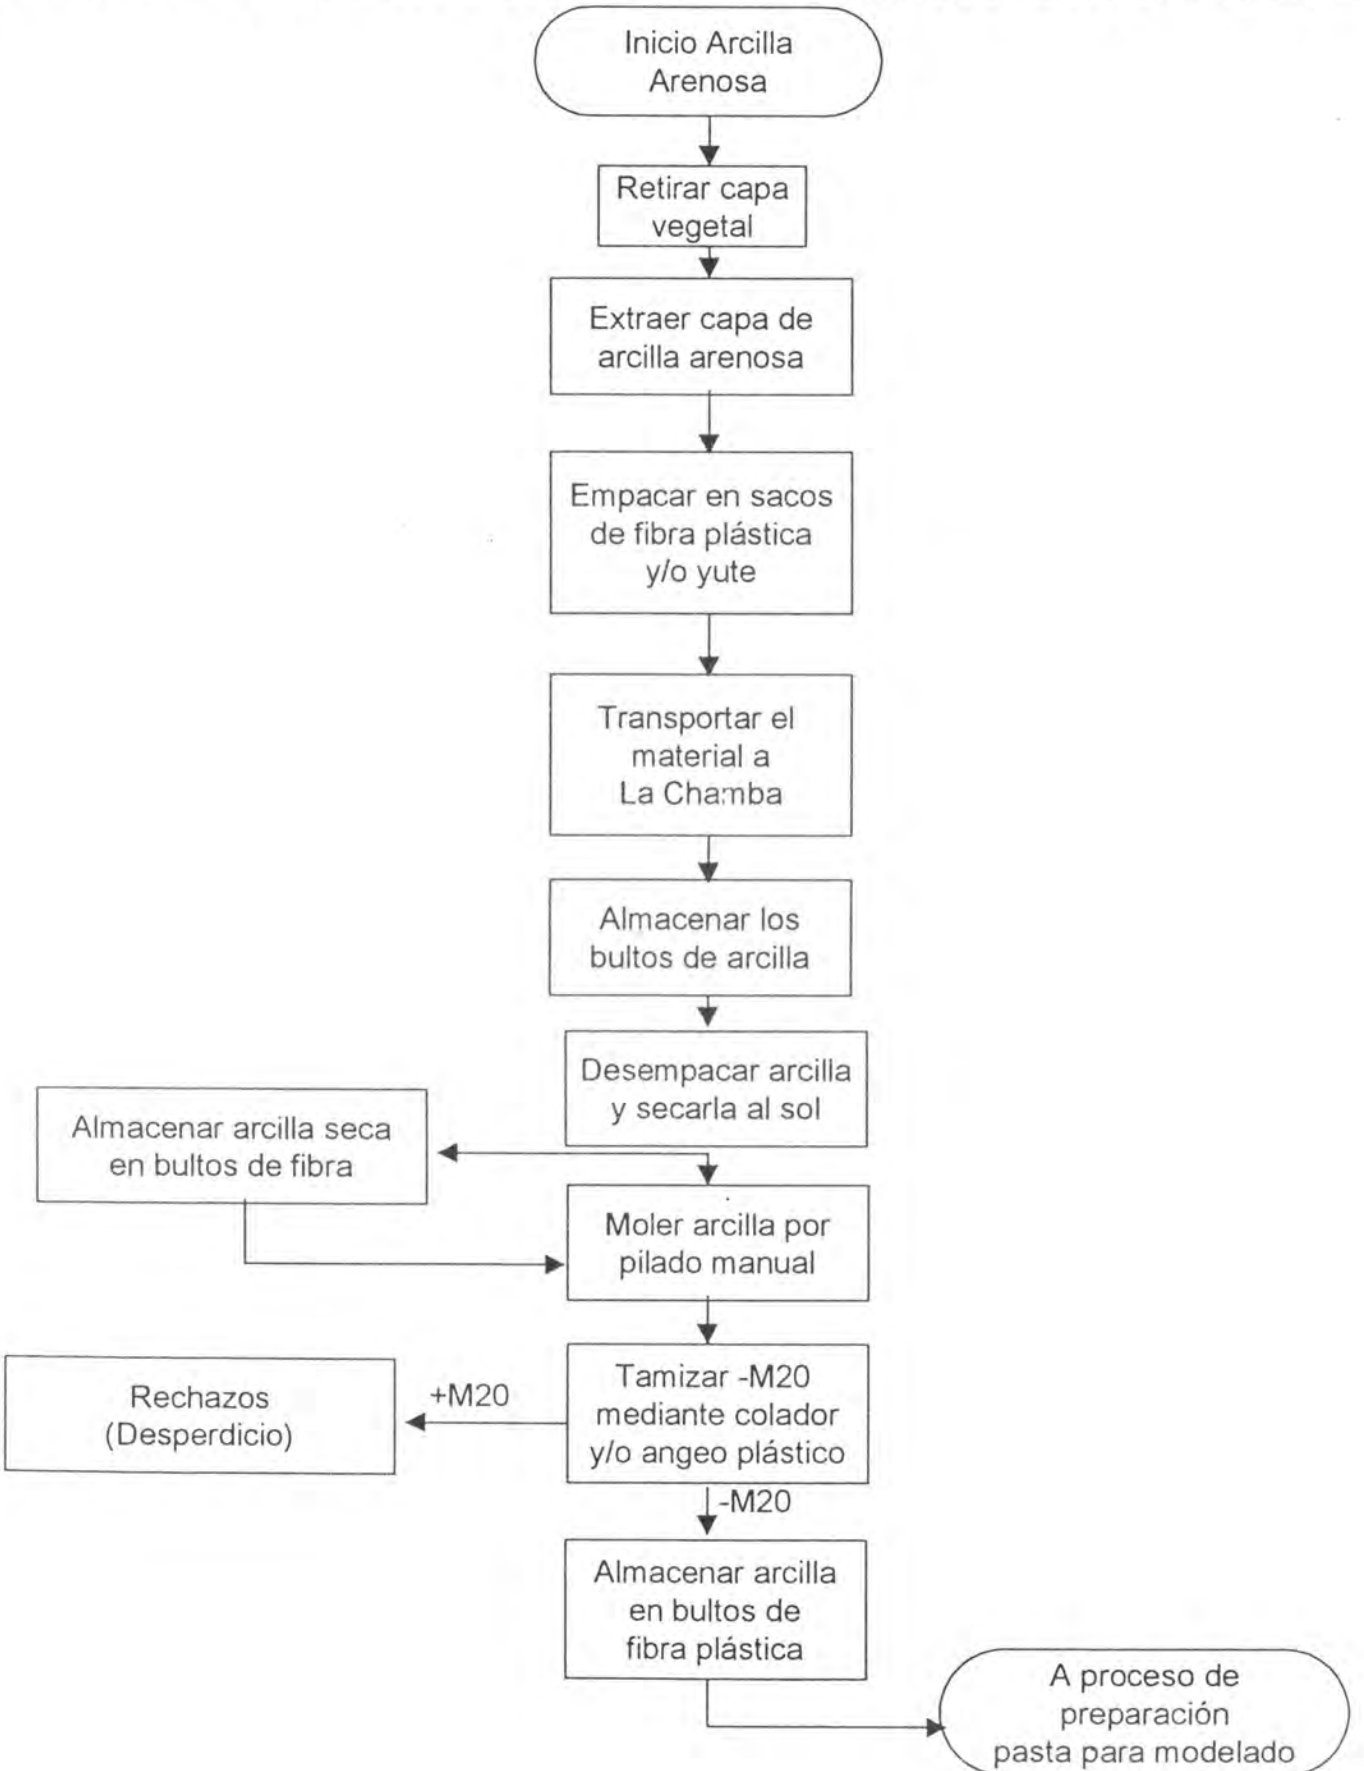 Inicio Arcilla
Arenosa
Retirar capa
vegetal
Extraer capa de
arcilla arenosa
Empacar en sacos
de fibra plástica
y/o yute
Transportar el
material a
La Chamba
Almacenar los
bultos de arcilla
Desempacar arcilla
y secarla al sol
Almacenar arcilla seca
en bultos de fibra
Moler arcilla por
pilado manual
Tamizar -M20
mediante colador
y/o angeo plástico
+M20
Rechazos
(Desperdicio)
-M20
Almacenar arcilla
en bultos de
fibra plástica
A proceso de
preparación
pasta para modelado